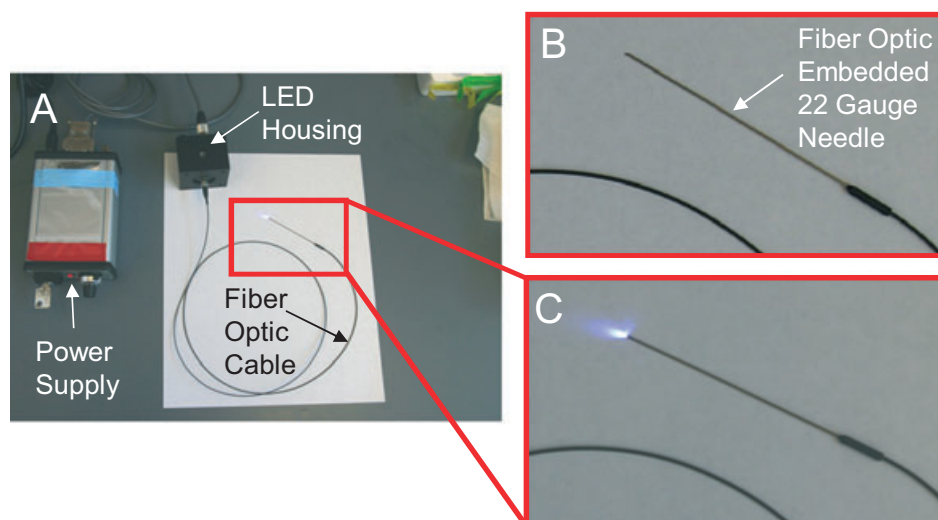 A
LED
Housing
Fiber
Optic
Cable
Power
Supply
B
Fiber Optic
Embedded
22 Gauge
Needle
C